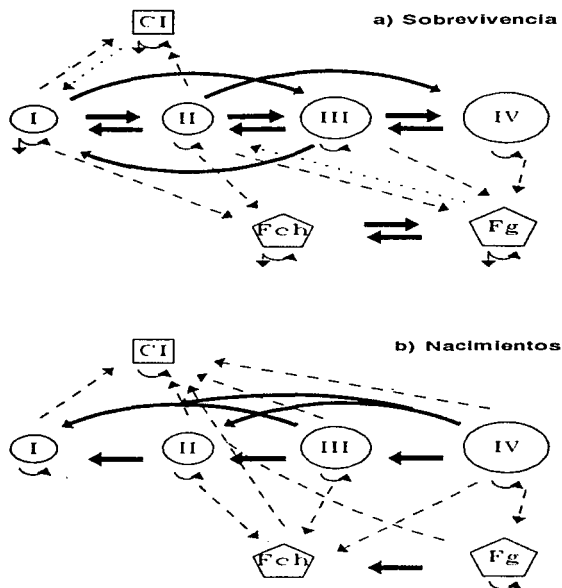 CI
a) Sobrevivencia
I II III IV
Fch Fg
CI
b) Nacimientos
I II III IV
Fch Fg